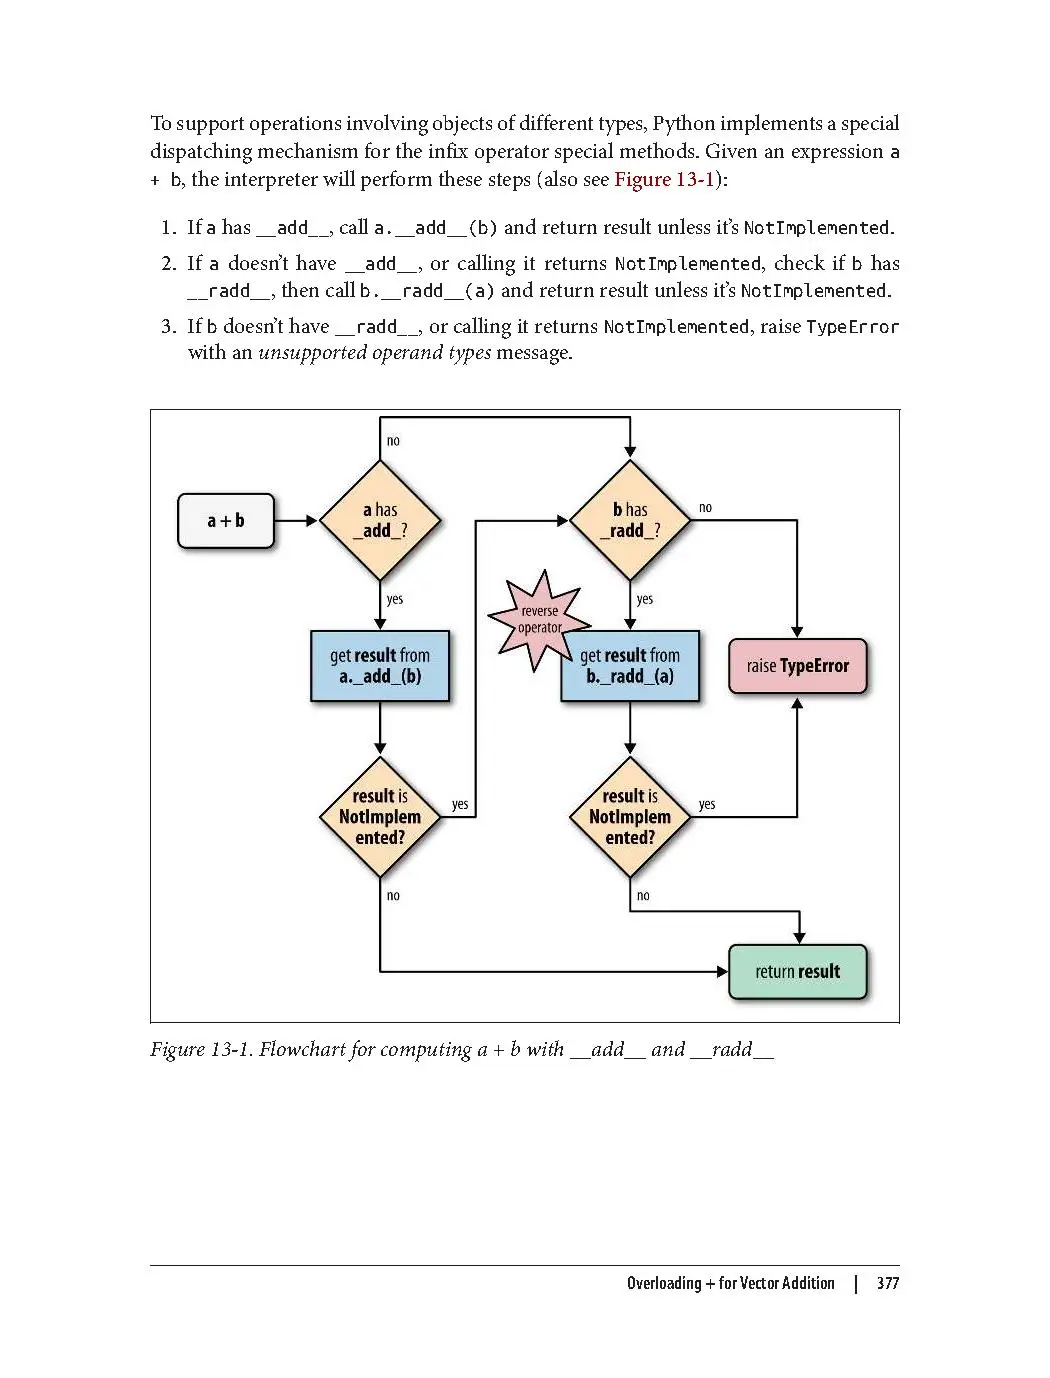 To support operations involving objects of different types, Python implements a special
dispatching mechanism for the infix operator special methods. Given an expression a
+ b, the interpreter will perform these steps (also see Figure 13-1):
1. If a has __add__, call a.__add__(b) and return result unless it’s NotImplemented.
2. If a doesn’t have __add__, or calling it returns NotImplemented, check if b has
__radd__, then call b.__radd__(a) and return result unless it’s NotImplemented.
3. If b doesn’t have __radd__, or calling it returns NotImplemented, raise TypeError
with an unsupported operand types message.
no
a + b
a has
_add_?
b has
_radd_?
no
yes
yes
reverse
operator
get result from
a._add_(b)
get result from
b._radd_(a)
raise TypeError
result is
NotImplem
ented?
yes
result is
NotImplem
ented?
yes
no
no
return result
Figure 13-1. Flowchart for computing a + b with __add__ and __radd__
Overloading + for Vector Addition | 377